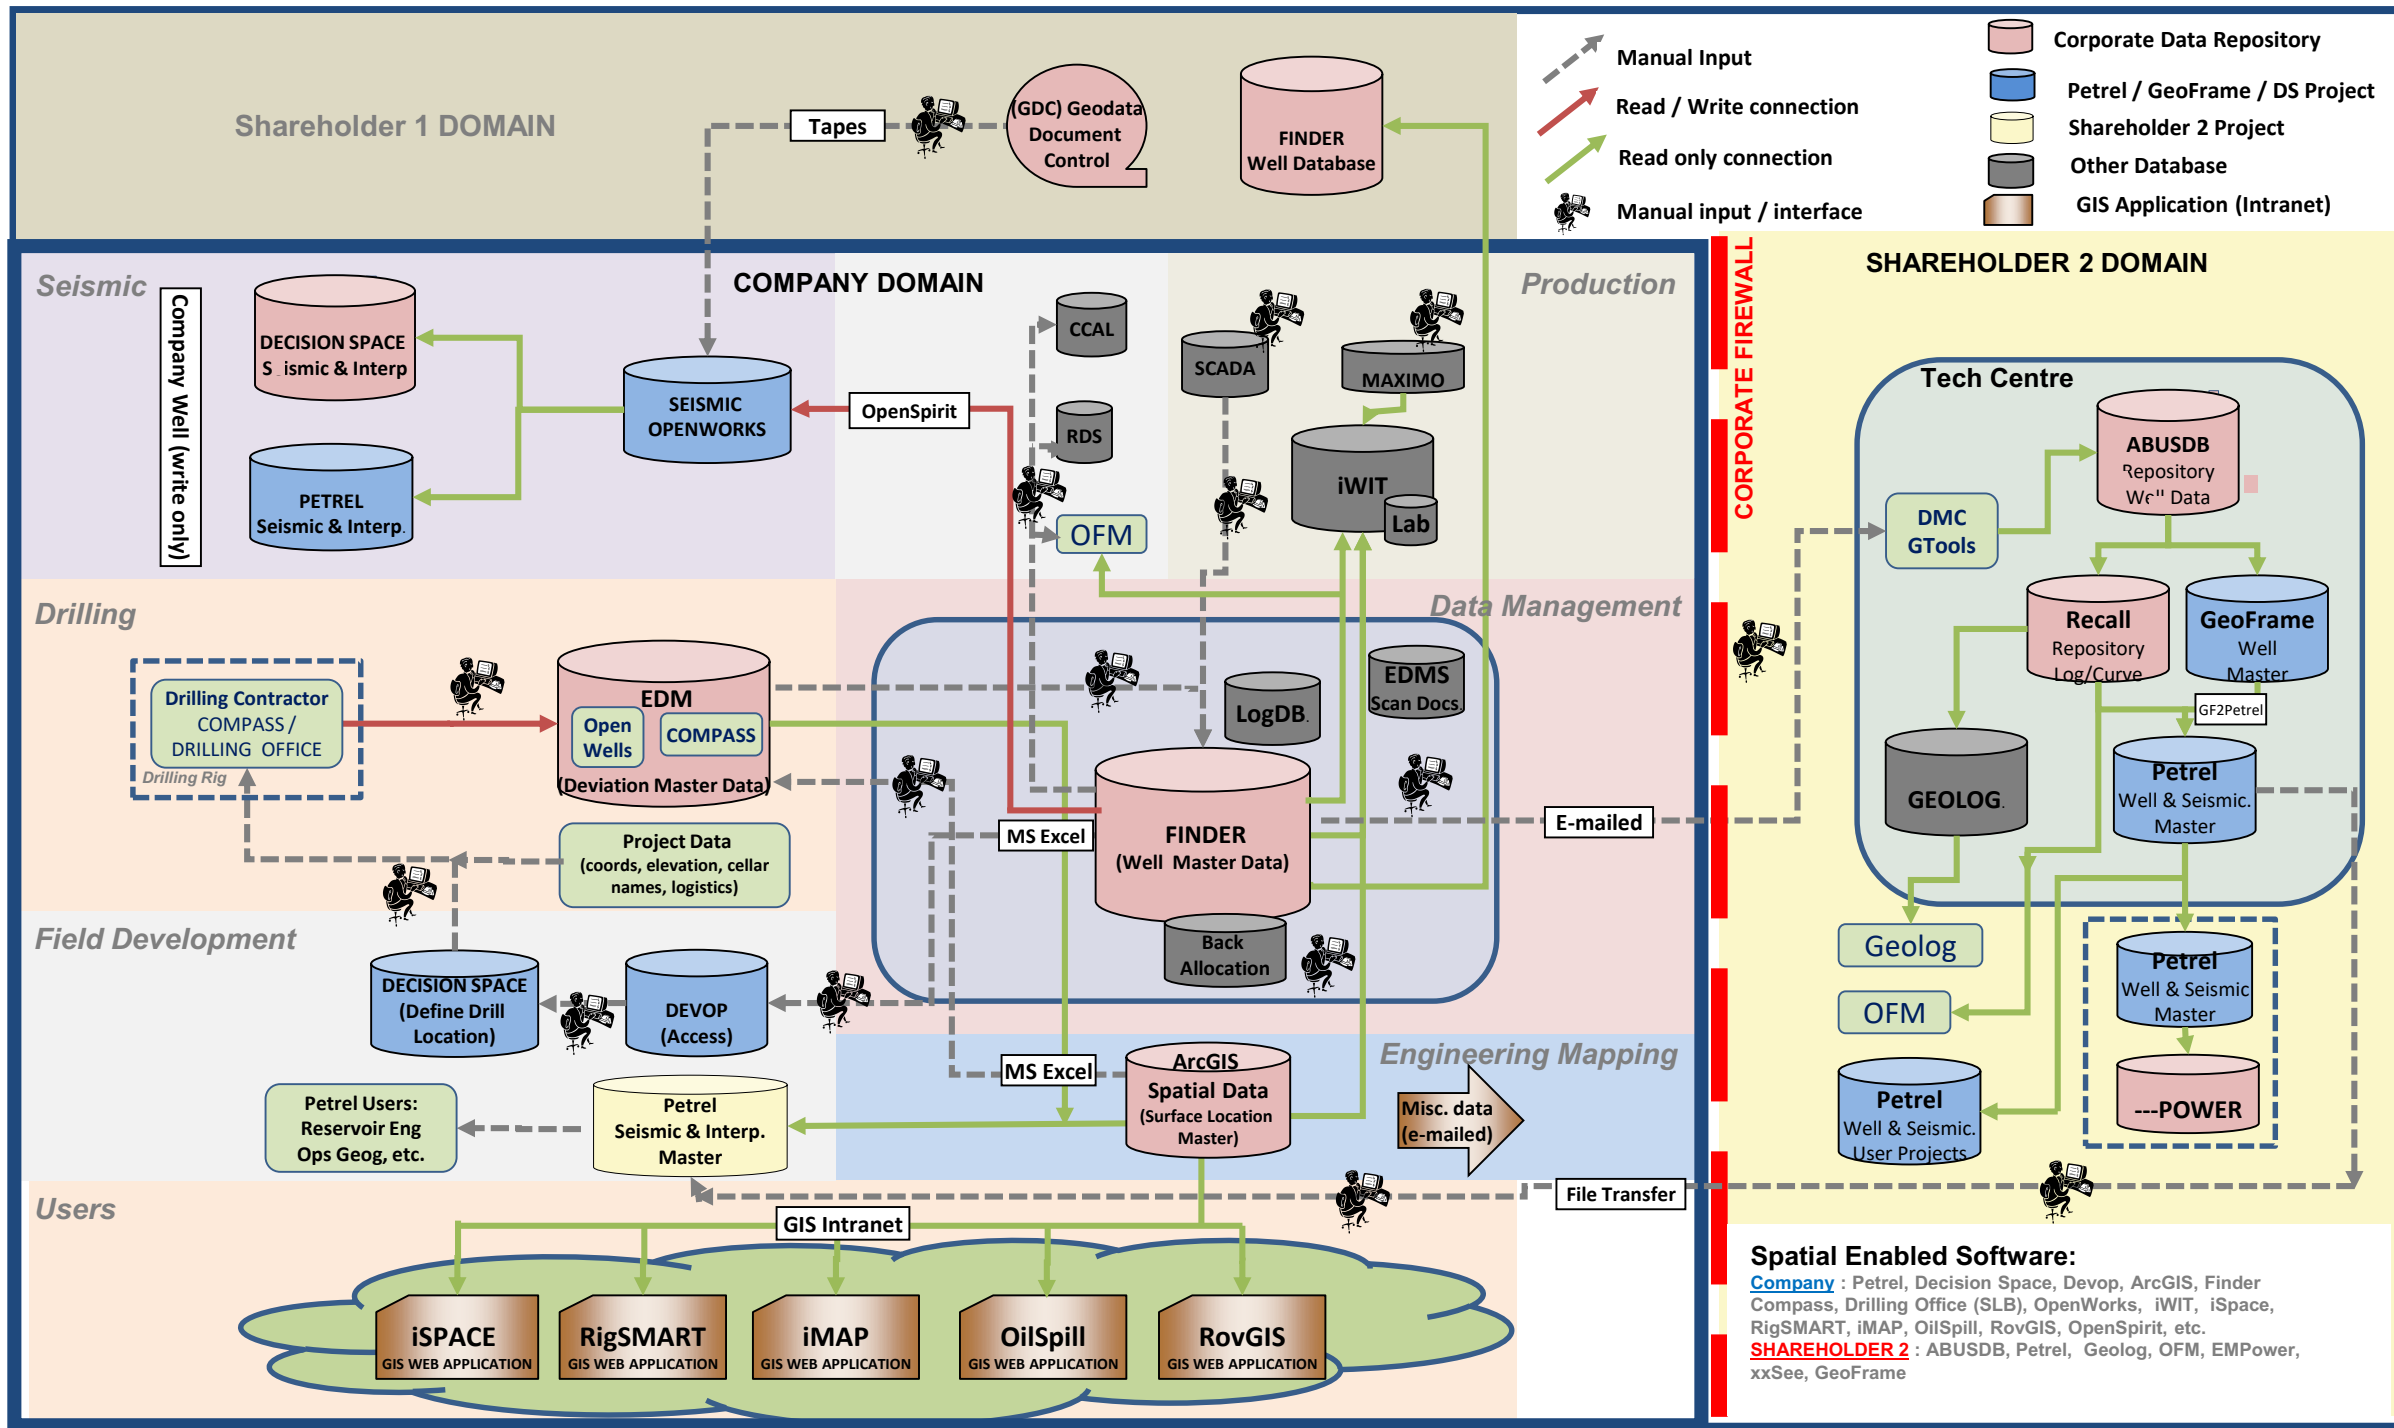 Shareholder 1 DOMAIN
Tapes
(GDC) Geodata
Document
Control
FINDER
Well Database
Manual Input
Read / Write connection
Read only connection
Manual input / interface
Corporate Data Repository
Petrel / GeoFrame / DS Project
Shareholder 2 Project
Other Database
GIS Application (Intranet)
Seismic
COMPANY DOMAIN
Production
Company Well (write only)
DECISION SPACE
S ismic & Interp
PETREL
Seismic & Interp.
SEISMIC
OPENWORKS
OpenSpirit
CCAL
RDS
OFM
SCADA
MAXIMO
iWIT
Lab
CORPORATE FIREWALL
SHAREHOLDER 2 DOMAIN
Tech Centre
ABUSDB
Repository
Well Data
DMC
GTools
Recall
Repository
Log/Curve
GeoFrame
Well
Master
GF2Petrel
GEOLOG.
Petrel
Well & Seismic.
Master
Geolog
OFM
Petrel
Well & Seismic
Master
---POWER
Petrel
Well & Seismic.
User Projects
Drilling
Drilling Contractor
COMPASS /
DRILLING OFFICE
Drilling Rig
EDM
Open
Wells
COMPASS
(Deviation Master Data)
Project Data
(coords, elevation, cellar
names, logistics)
Data Management
LogDB.
EDMS
Scan Docs.
FINDER
(Well Master Data)
Back
Allocation
MS Excel
E-mailed
Field Development
DECISION SPACE
(Define Drill
Location)
DEVOP
(Access)
Petrel Users:
Reservoir Eng
Ops Geog, etc.
Petrel
Seismic & Interp.
Master
MS Excel
Engineering Mapping
ArcGIS
Spatial Data
(Surface Location
Master)
Misc. data
(e-mailed)
File Transfer
Users
GIS Intranet
iSPACE
GIS WEB APPLICATION
RigSMART
GIS WEB APPLICATION
iMAP
GIS WEB APPLICATION
OilSpill
GIS WEB APPLICATION
RovGIS
GIS WEB APPLICATION
Spatial Enabled Software:
Company : Petrel, Decision Space, Devop, ArcGIS, Finder
Compass, Drilling Office (SLB), OpenWorks, iWIT, iSpace,
RigSMART, iMAP, OilSpill, RovGIS, OpenSpirit, etc.
SHAREHOLDER 2 : ABUSDB, Petrel, Geolog, OFM, EMPower,
xxSee, GeoFrame